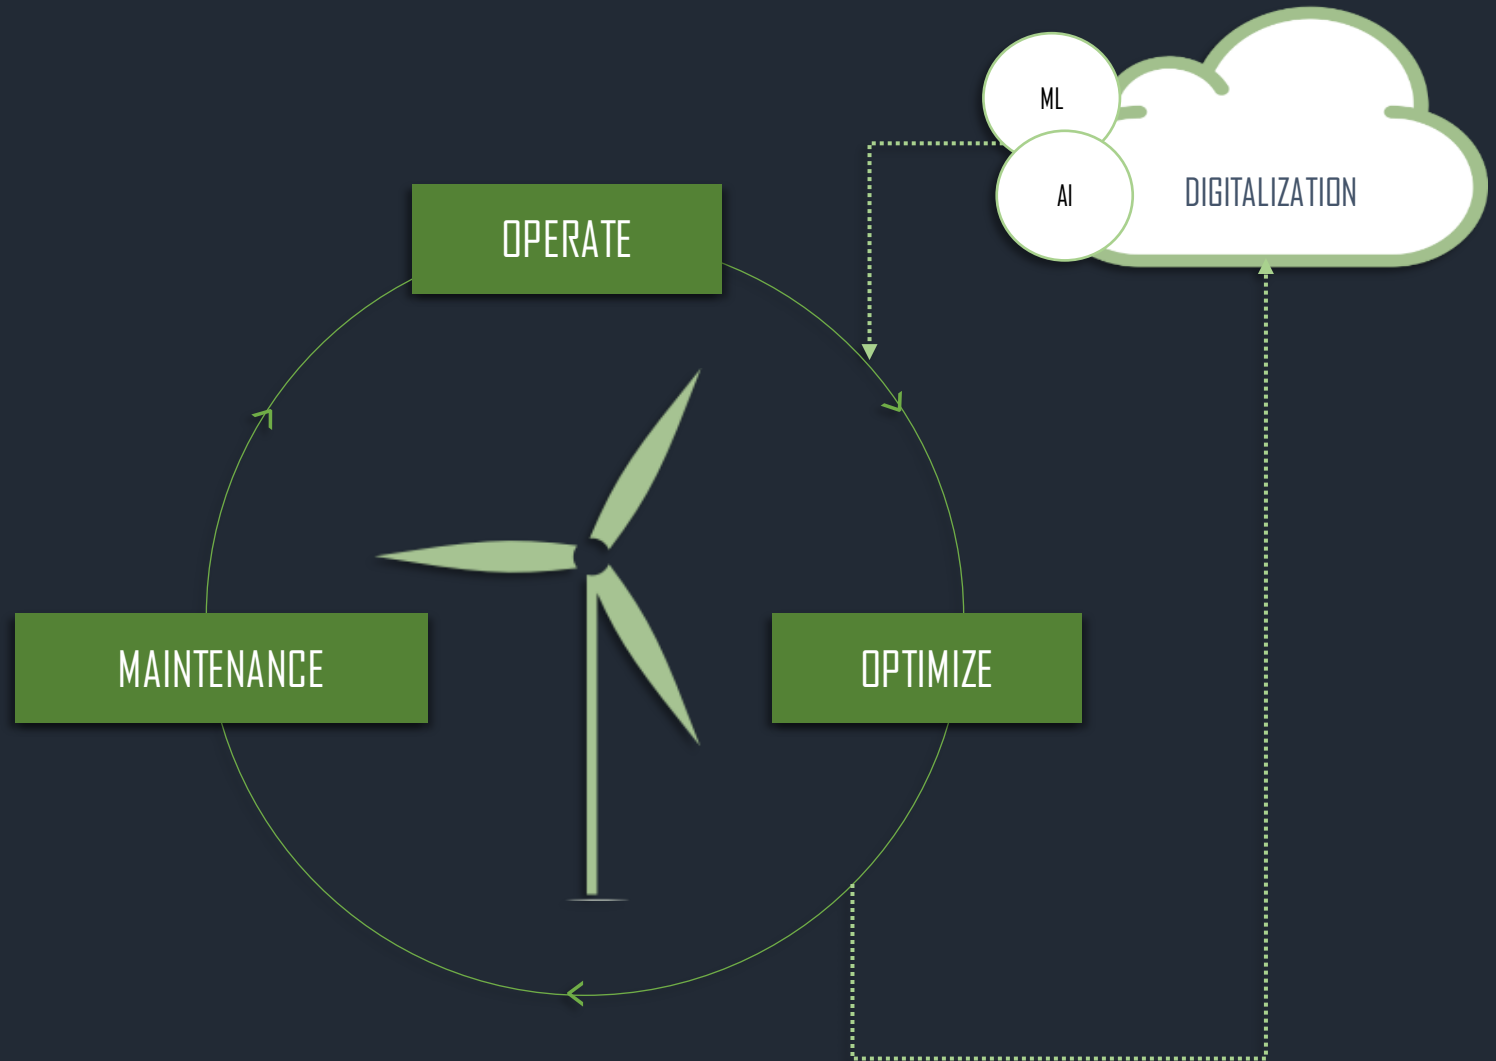 ML
AI
DIGITALIZATION
OPERATE
MAINTENANCE
OPTIMIZE